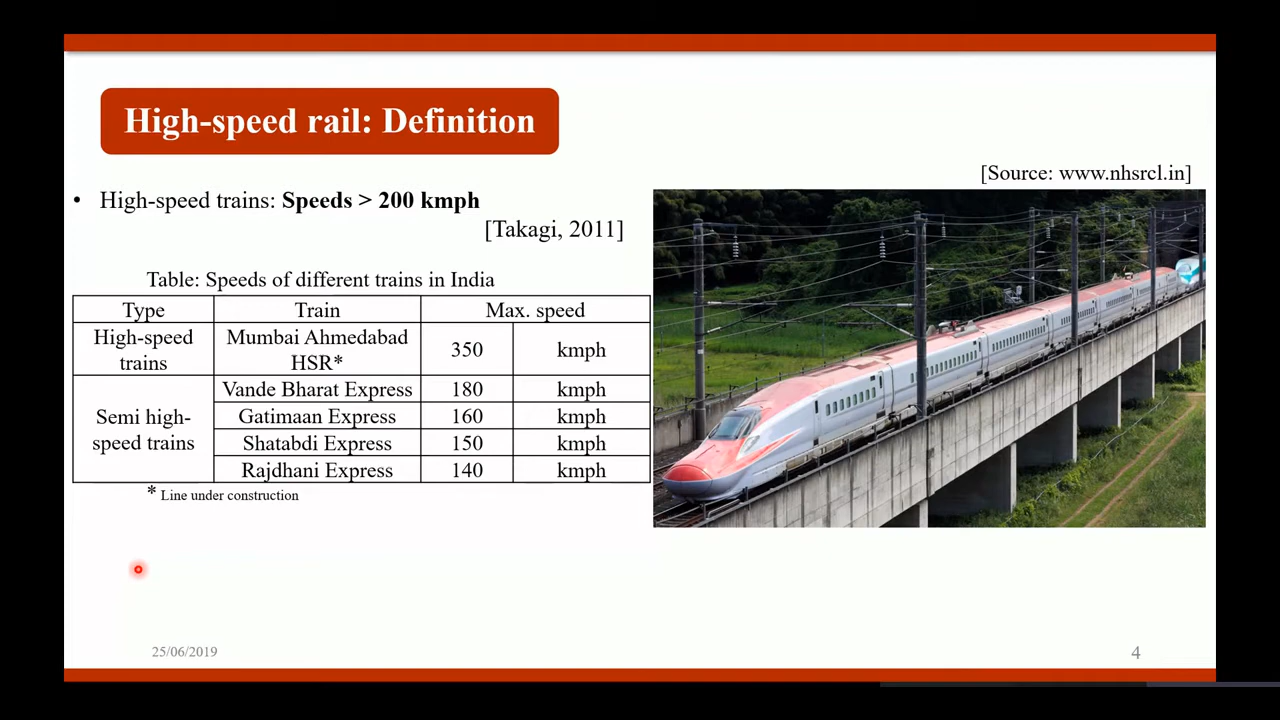 High-speed rail: Definition
[Source: www.nhsrcl.in]
• High-speed trains: Speeds > 200 kmph
[Takagi, 2011]
Table: Speeds of different trains in India
Type Train Max. speed
High-speed trains Mumbai Ahmedabad HSR* 350 kmph
Semi high-speed trains Vande Bharat Express 180 kmph
Gatimaan Express 160 kmph
Shatabdi Express 150 kmph
Rajdhani Express 140 kmph
* Line under construction
25/06/2019
4